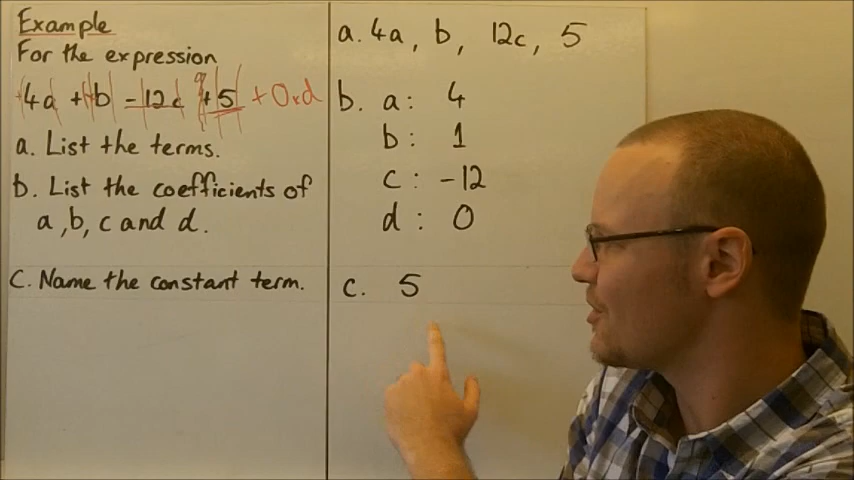 Example
For the expression
4a + b - 12c + 5 + 0×d
a. List the terms.
b. List the coefficients of
a, b, c and d.
C. Name the constant term.
a. 4a, b, 12c, 5
b. a: 4
b: 1
c: -12
d: 0
c. 5